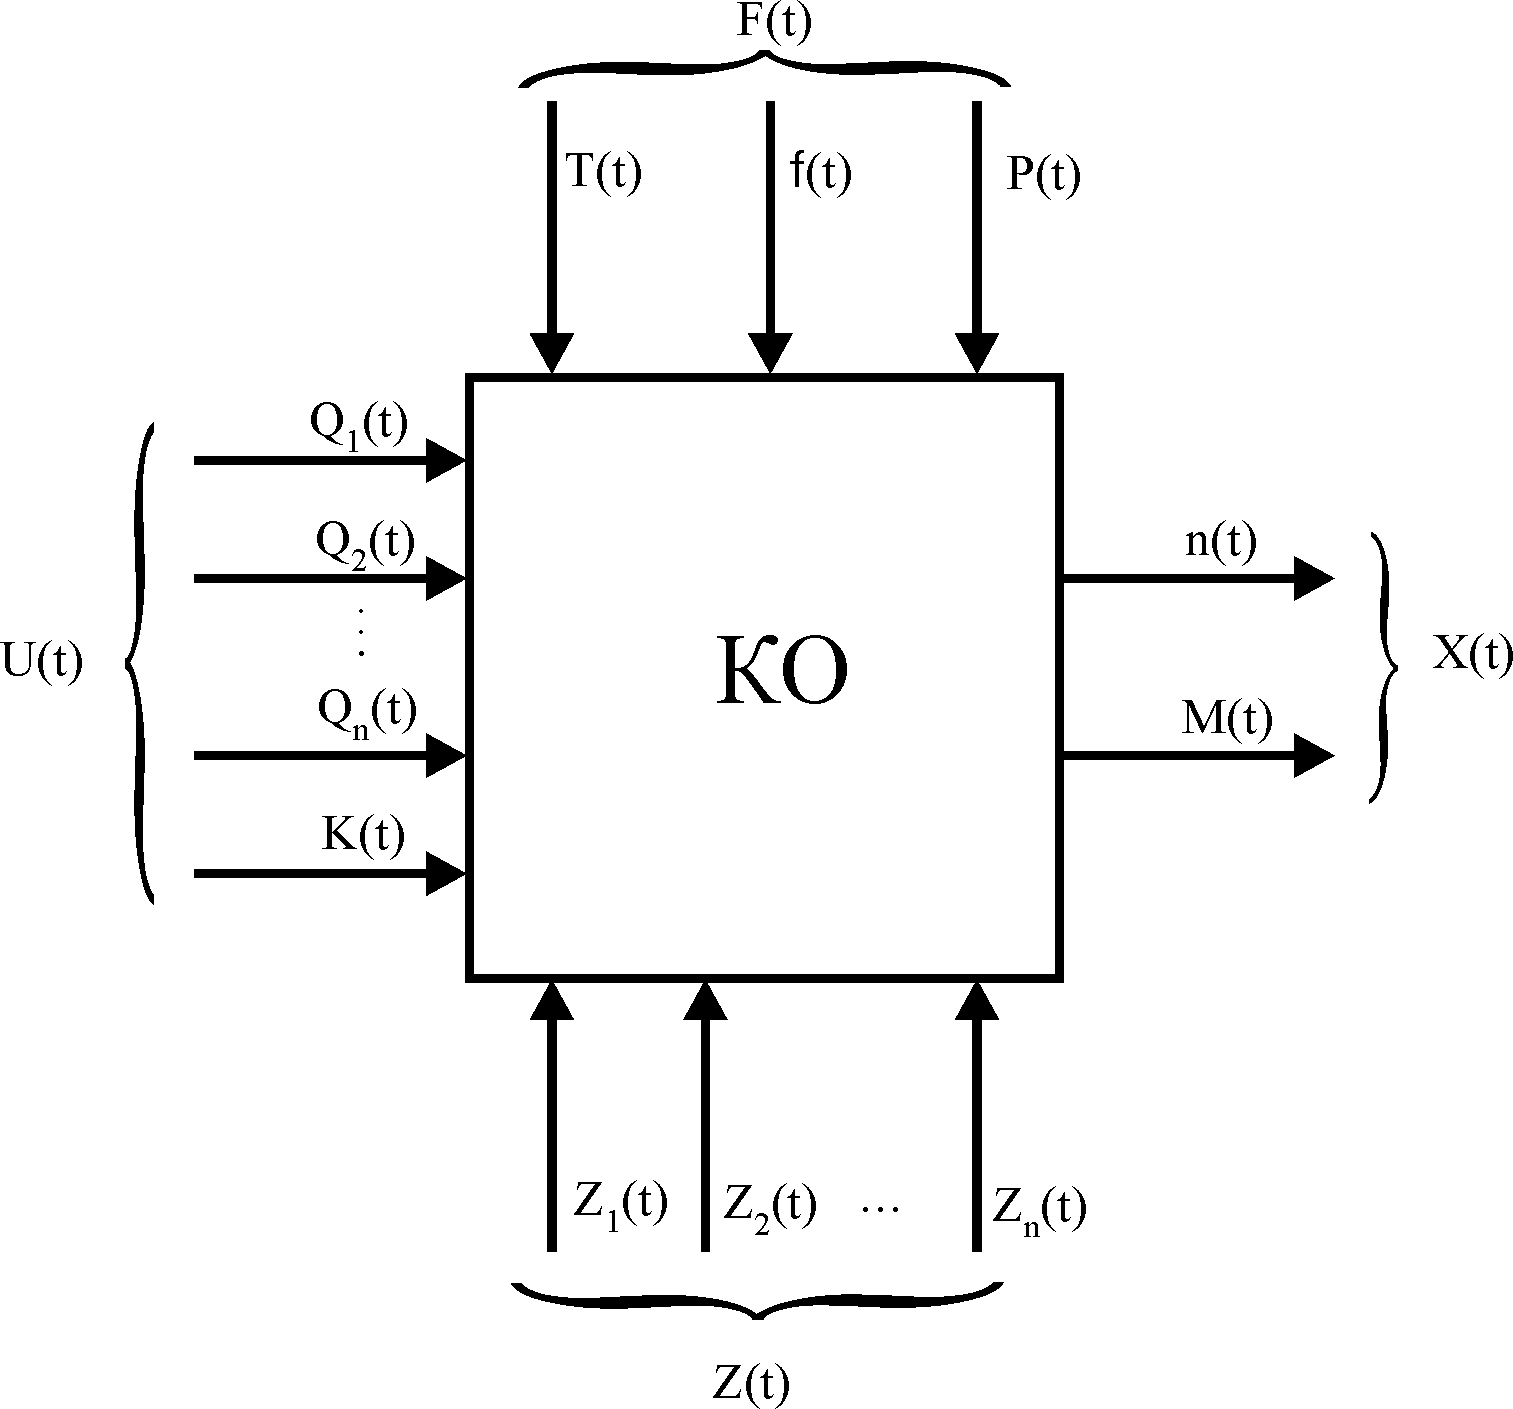 F(t)
T(t) f(t) P(t)
Q₁(t)
Q₂(t)
⋮
n(t)
U(t)
КО
X(t)
Qₙ(t)
M(t)
K(t)
Z₁(t) Z₂(t) ... Zₙ(t)
Z(t)